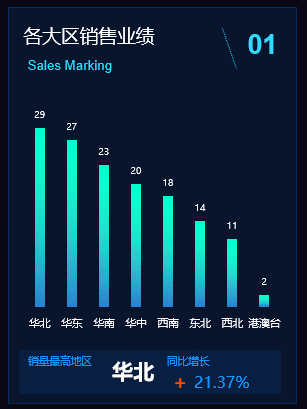 各大区销售业绩
01
Sales Marking
29
27
23
20
18
14
11
2
华北 华东 华南 华中 西南 东北 西北 港澳台
销量最高地区 华北 同比增长
+ 21.37%